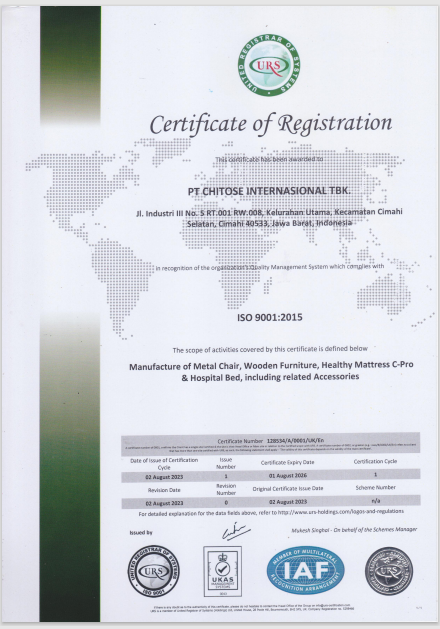 UNITED REGISTRAR OF SYSTEMS
URS
Certificate of Registration
This certificate has been awarded to
PT CHITOSE INTERNASIONAL TBK.
Jl. Industri III No. 5 RT.001 RW.008, Kelurahan Utama, Kecamatan Cimahi
Selatan, Cimahi 40533, Jawa Barat, Indonesia
in recognition of the organization's Quality Management System which complies with
ISO 9001:2015
The scope of activities covered by this certificate is defined below
Manufacture of Metal Chair, Wooden Furniture, Healthy Mattress C-Pro
& Hospital Bed, including related Accessories
Certificate Number 128534/A/0001/UK/En
Date of Issue of Certification Cycle
Issue Number
Certificate Expiry Date
Certification Cycle
02 August 2023
1
01 August 2026
1
Revision Date
Revision Number
Original Certificate Issue Date
Scheme Number
02 August 2023
0
02 August 2023
n/a
For detailed explanation for the data fields above, refer to http://www.urs-holdings.com/logos-and-regulations
Issued by
Mukesh Singhal - On behalf of the Schemes Manager
UNITED REGISTRAR OF SYSTEMS
URS
ISO 9001
UKAS
MANAGEMENT SYSTEMS
MEMBER OF MULTILATERAL
IAF
RECOGNITION ARRANGEMENT